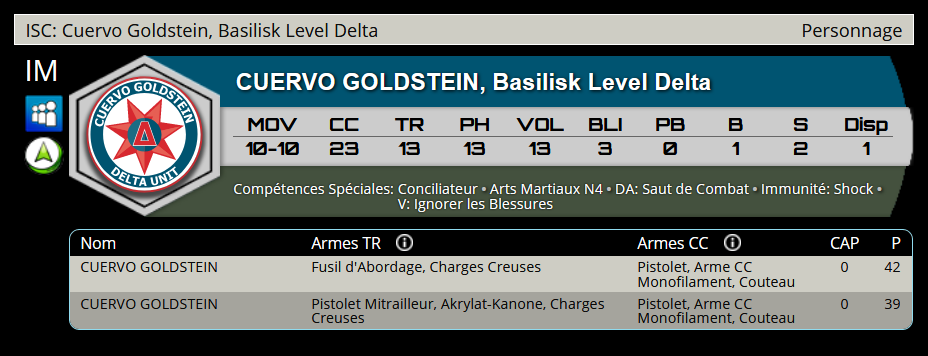 ISC: Cuervo Goldstein, Basilisk Level Delta Personnage
IM
CUERVO GOLDSTEIN
Δ
DELTA UNIT
CUERVO GOLDSTEIN, Basilisk Level Delta
MOV CC TR PH VOL BLI PB B S Disp
10-10 23 13 13 13 3 0 1 2 1
Compétences Spéciales: Conciliateur • Arts Martiaux N4 • DA: Saut de Combat • Immunité: Shock •
V: Ignorer les Blessures
Nom Armes TR Armes CC CAP P
CUERVO GOLDSTEIN Fusil d'Abordage, Charges Creuses Pistolet, Arme CC 0 42
Monofilament, Couteau
CUERVO GOLDSTEIN Pistolet Mitrailleur, Akrylat-Kanone, Charges Pistolet, Arme CC 0 39
Creuses Monofilament, Couteau